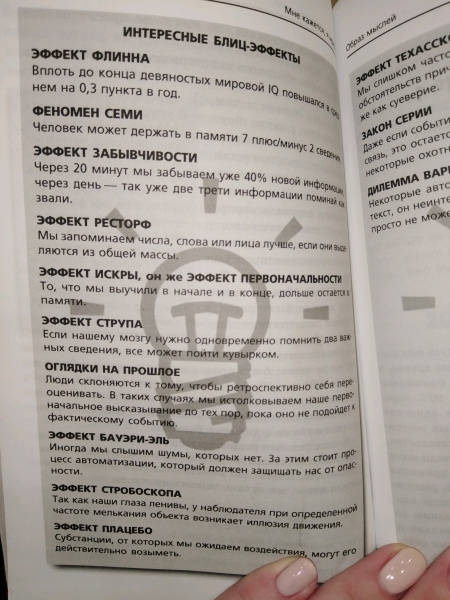 Мне кажется, я
ИНТЕРЕСНЫЕ БЛИЦ-ЭФФЕКТЫ
ЭФФЕКТ ФЛИННА
Вплоть до конца девяностых мировой IQ повышался в сред-
нем на 0,3 пункта в год.
ФЕНОМЕН СЕМИ
Человек может держать в памяти 7 плюс/минус 2 сведения
ЭФФЕКТ ЗАБЫВЧИВОСТИ
Через 20 минут мы забываем уже 40% новой информации,
через день — так уже две трети информации поминай как
звали.
ЭФФЕКТ РЕСТОРФ
Мы запоминаем числа, слова или лица лучше, если они выде-
ляются из общей массы.
ЭФФЕКТ ИСКРЫ, он же ЭФФЕКТ ПЕРВОНАЧАЛЬНОСТИ
То, что мы выучили в начале и в конце, дольше остается в
памяти.
ЭФФЕКТ СТРУПА
Если нашему мозгу нужно одновременно помнить два важ-
ных сведения, все может пойти кувырком.
ОГЛЯДКИ НА ПРОШЛОЕ
Люди склоняются к тому, чтобы ретроспективно себя пере-
оценивать. В таких случаях мы истолковываем наше перво-
начальное высказывание до тех пор, пока оно не подойдет к
фактическому событию.
ЭФФЕКТ БАУЭРИ-ЭЛЬ
Иногда мы слышим шумы, которых нет. За этим стоит про-
цесс автоматизации, который должен защищать нас от опас-
ности.
ЭФФЕКТ СТРОБОСКОПА
Так как наши глаза ленивы, у наблюдателя при определенной
частоте мелькания объекта возникает иллюзия движения.
ЭФФЕКТ ПЛАЦЕБО
Субстанции, от которых мы ожидаем воздействия, могут его
действительно возыметь.
Образ мыслей
ЭФФЕКТ ТЕХАССК
Мы слишком часто
обстоятельств прич
же как суеверие.
ЗАКОН СЕРИИ
Даже если событи
связь, это остает
некоторые охотн
ДИЛЕММА ВАРИ
Некоторые авто
текст, он неинте
просто не може